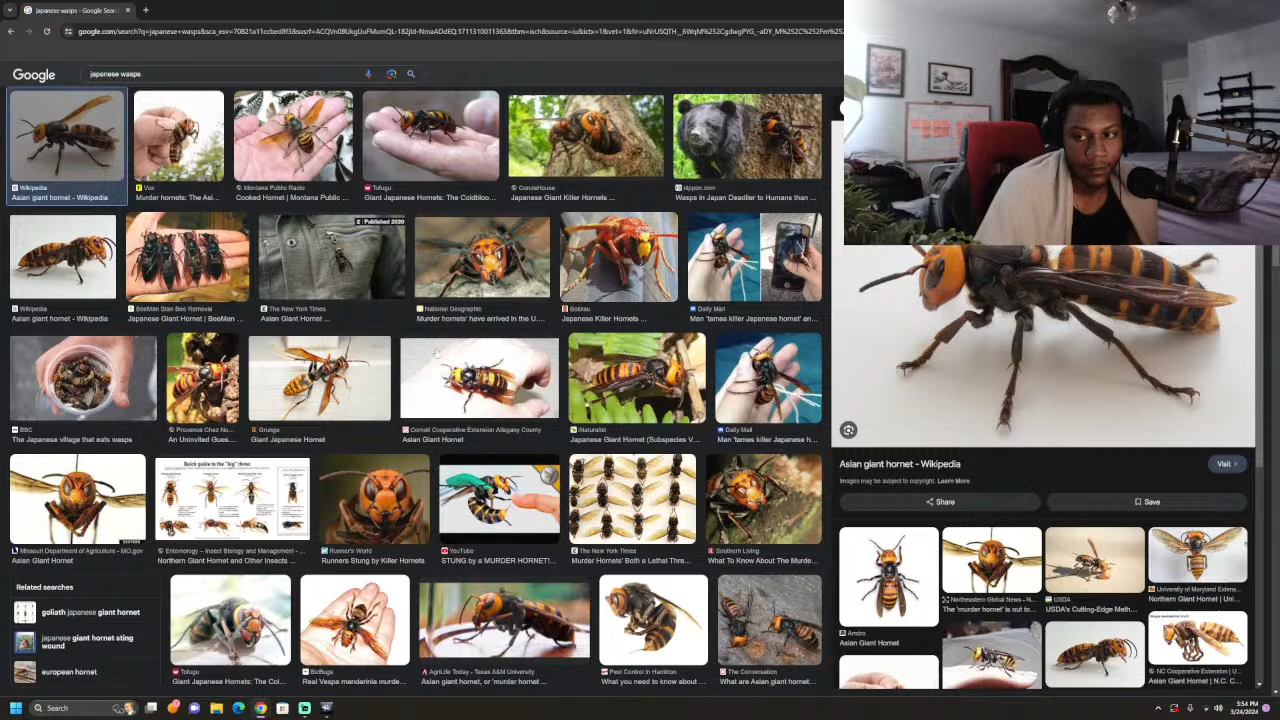 japanese wasps - Google Sear
Google
japanese wasps
Wikipedia
Asian giant hornet - Wikipedia
Vox
Murder hornets: The Asi...
Montana Public Radio
Cooked Hornet | Montana Public ...
Tofugu
Giant Japanese Hornets: The Coldbloo...
CondeHouse
Japanese Giant Killer Hornets ...
nippon.com
Wasps in Japan Deadlier to Humans than ...
Wikipedia
Asian giant hornet - Wikipedia
BeeMan Stan Bee Removal
Japanese Giant Hornet | BeeMan ...
Published 2020
The New York Times
Asian Giant Hornet ...
National Geographic
'Murder hornets' have arrived in the U....
Bokksu
Japanese Killer Hornets ...
Daily Mail
Man 'tames killer Japanese hornet' an...
BBC
The Japanese village that eats wasps
Provence Chez No...
An Uninvited Gues...
Grunge
Giant Japanese Hornet
Cornell Cooperative Extension Allegany County
Asian Giant Hornet
iNaturalist
Japanese Giant Hornet (Subspecies V...
Daily Mail
Man 'tames killer Japanese h...
Missouri Department of Agriculture - MO.gov
Asian Giant Hornet
Quick guide to the "big" three:
Entomology – Insect Biology and Management - ...
Northern Giant Hornet and Other Insects ...
Runner's World
Runners Stung by Killer Hornets
YouTube
STUNG by a MURDER HORNET!...
The New York Times
Murder Hornets' Both a Lethal Thre...
Southern Living
What To Know About The Murde...
Related searches
goliath japanese giant hornet
japanese giant hornet sting
wound
european hornet
Tofugu
Giant Japanese Hornets: The Col...
BioBugs
Real Vespa mandarinia murde...
AgriLife Today - Texas A&M University
Asian giant hornet, or 'murder hornet ...
Pest Control in Hamilton
What you need to know about ...
The Conversation
What are Asian giant hornet...
Asian giant hornet - Wikipedia
Visit
Images may be subject to copyright. Learn More
Share
Save
Amdro
Asian Giant Hornet
Northeastern Global News - N...
The 'murder hornet' is out to...
USDA
USDA's Cutting-Edge Meth...
University of Maryland Extens...
Northern Giant Hornet | Uni...
NC Cooperative Extension | U...
Asian Giant Hornet | N.C. C...
Search
3:54 PM
3/24/2024